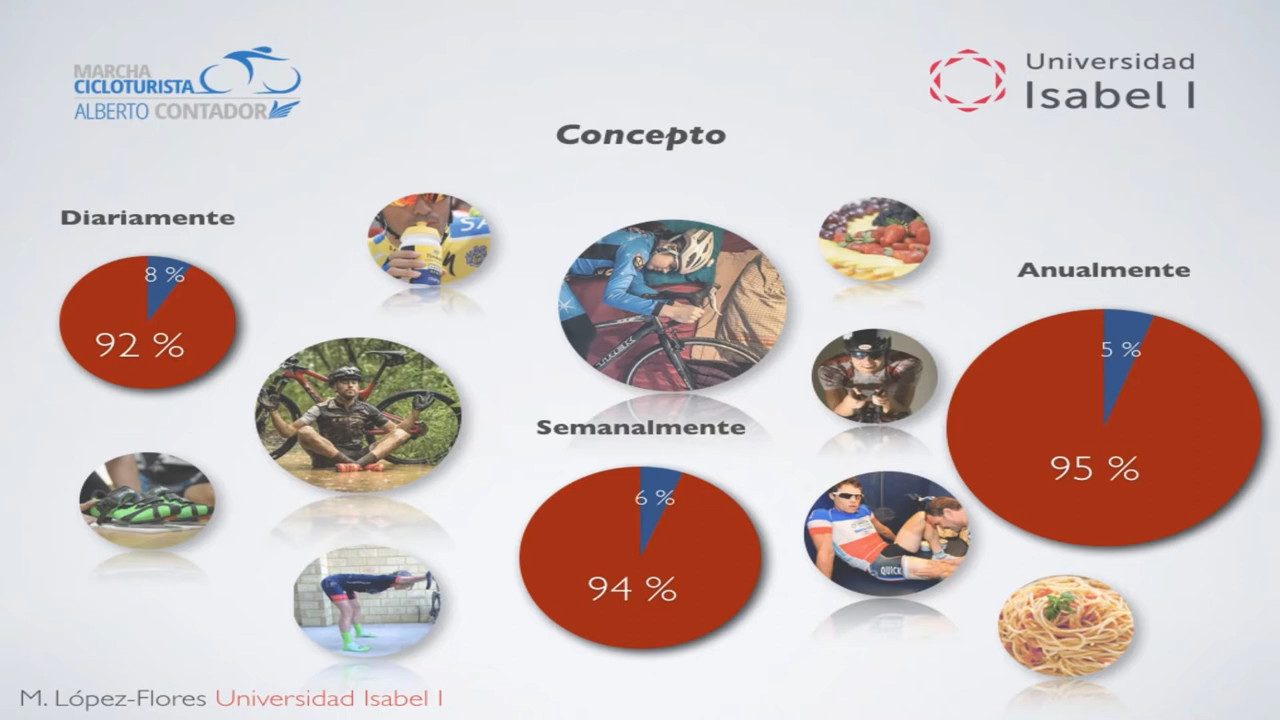 MARCHA
CICLOTURISTA
ALBERTO CONTADOR
Universidad
Isabel I
Concepto
Diariamente
8 %
92 %
Anualmente
5 %
95 %
Semanalmente
6 %
94 %
QUICK
M. López-Flores Universidad Isabel I